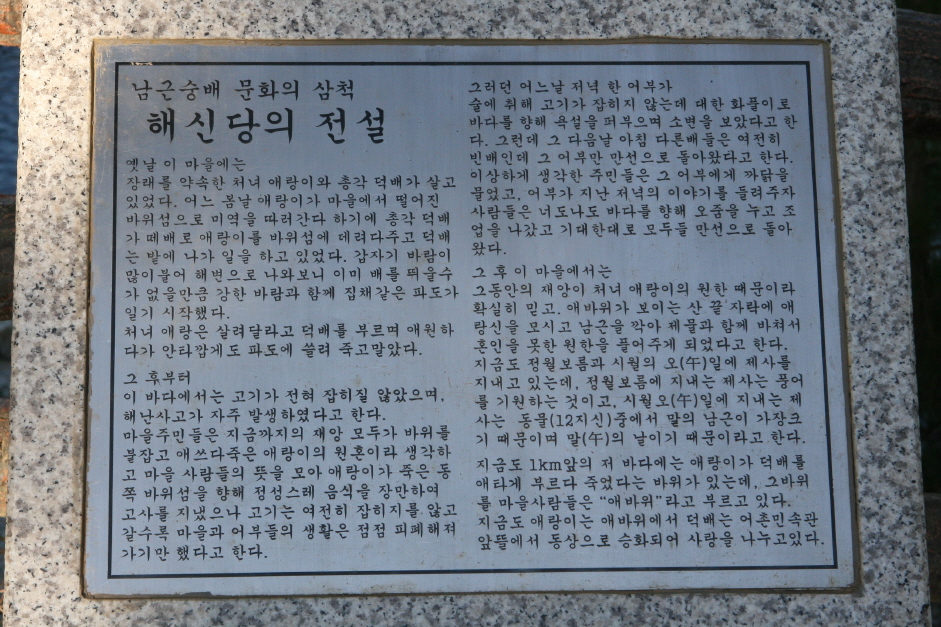 남근숭배 문화의 삼척
해신당의 전설
옛날 이 마을에는
장래를 약속한 처녀 애랑이와 총각 덕배가 살고
있었다. 어느 봄날 애랑이가 마을에서 떨어진
바위섬으로 미역을 따러간다 하기에 총각 덕배
가 떼배로 애랑이를 바위섬에 데려다주고 덕배
는 밭에 나가 일을 하고 있었다. 갑자기 바람이
많이불어 해변으로 나와보니 이미 배를 띄울수
가 없을만큼 강한 바람과 함께 집채같은 파도가
일기 시작했다.
처녀 애랑은 살려달라고 덕배를 부르며 애원하
다가 안타깝게도 파도에 쓸려 죽고말았다.
그 후부터
이 바다에서는 고기가 전혀 잡히질 않았으며,
해난사고가 자주 발생하였다고 한다.
마을주민들은 지금까지의 재앙 모두가 바위를
붙잡고 애쓰다죽은 애랑이의 원혼이라 생각하
고 마을 사람들의 뜻을 모아 애랑이가 죽은 동
쪽 바위섬을 향해 정성스레 음식을 장만하여
고사를 지냈으나 고기는 여전히 잡히지를 않고
갈수록 마을과 어부들의 생활은 점점 피폐해져
가기만 했다고 한다.
그러던 어느날 저녁 한 어부가
술에 취해 고기가 잡히지 않는데 대한 화풀이로
바다를 향해 욕설을 퍼부으며 소변을 보았다고 한
다. 그런데 그 다음날 아침 다른배들은 여전히
빈배인데 그 어부만 만선으로 돌아왔다고 한다.
이상하게 생각한 주민들은 그 어부에게 까닭을
물었고, 어부가 지난 저녁의 이야기를 들려주자
사람들은 너도나도 바다를 향해 오줌을 누고 조
업을 나갔고 기대한대로 모두들 만선으로 돌아
왔다.
그 후 이 마을에서는
그동안의 재앙이 처녀 애랑이의 원한 때문이라
확실히 믿고, 애바위가 보이는 산 끝 자락에 애
랑신을 모시고 남근을 깍아 제물과 함께 바쳐서
혼인을 못한 원한을 풀어주게 되었다고 한다.
지금도 정월보름과 시월의 오(午)일에 제사를
지내고 있는데, 정월보름에 지내는 제사는 풍어
를 기원하는 것이고, 시월오(午)일에 지내는 제
사는 동물(12지신)중에서 말의 남근이 가장크
기 때문이며 말(午)의 날이기 때문이라고 한다.
지금도 1km앞의 저 바다에는 애랑이가 덕배를
애타게 부르다 죽었다는 바위가 있는데, 그바위
를 마을사람들은 "애바위"라고 부르고 있다.
지금도 애랑이는 애바위에서 덕배는 어촌민속관
앞뜰에서 동상으로 승화되어 사랑을 나누고있다.